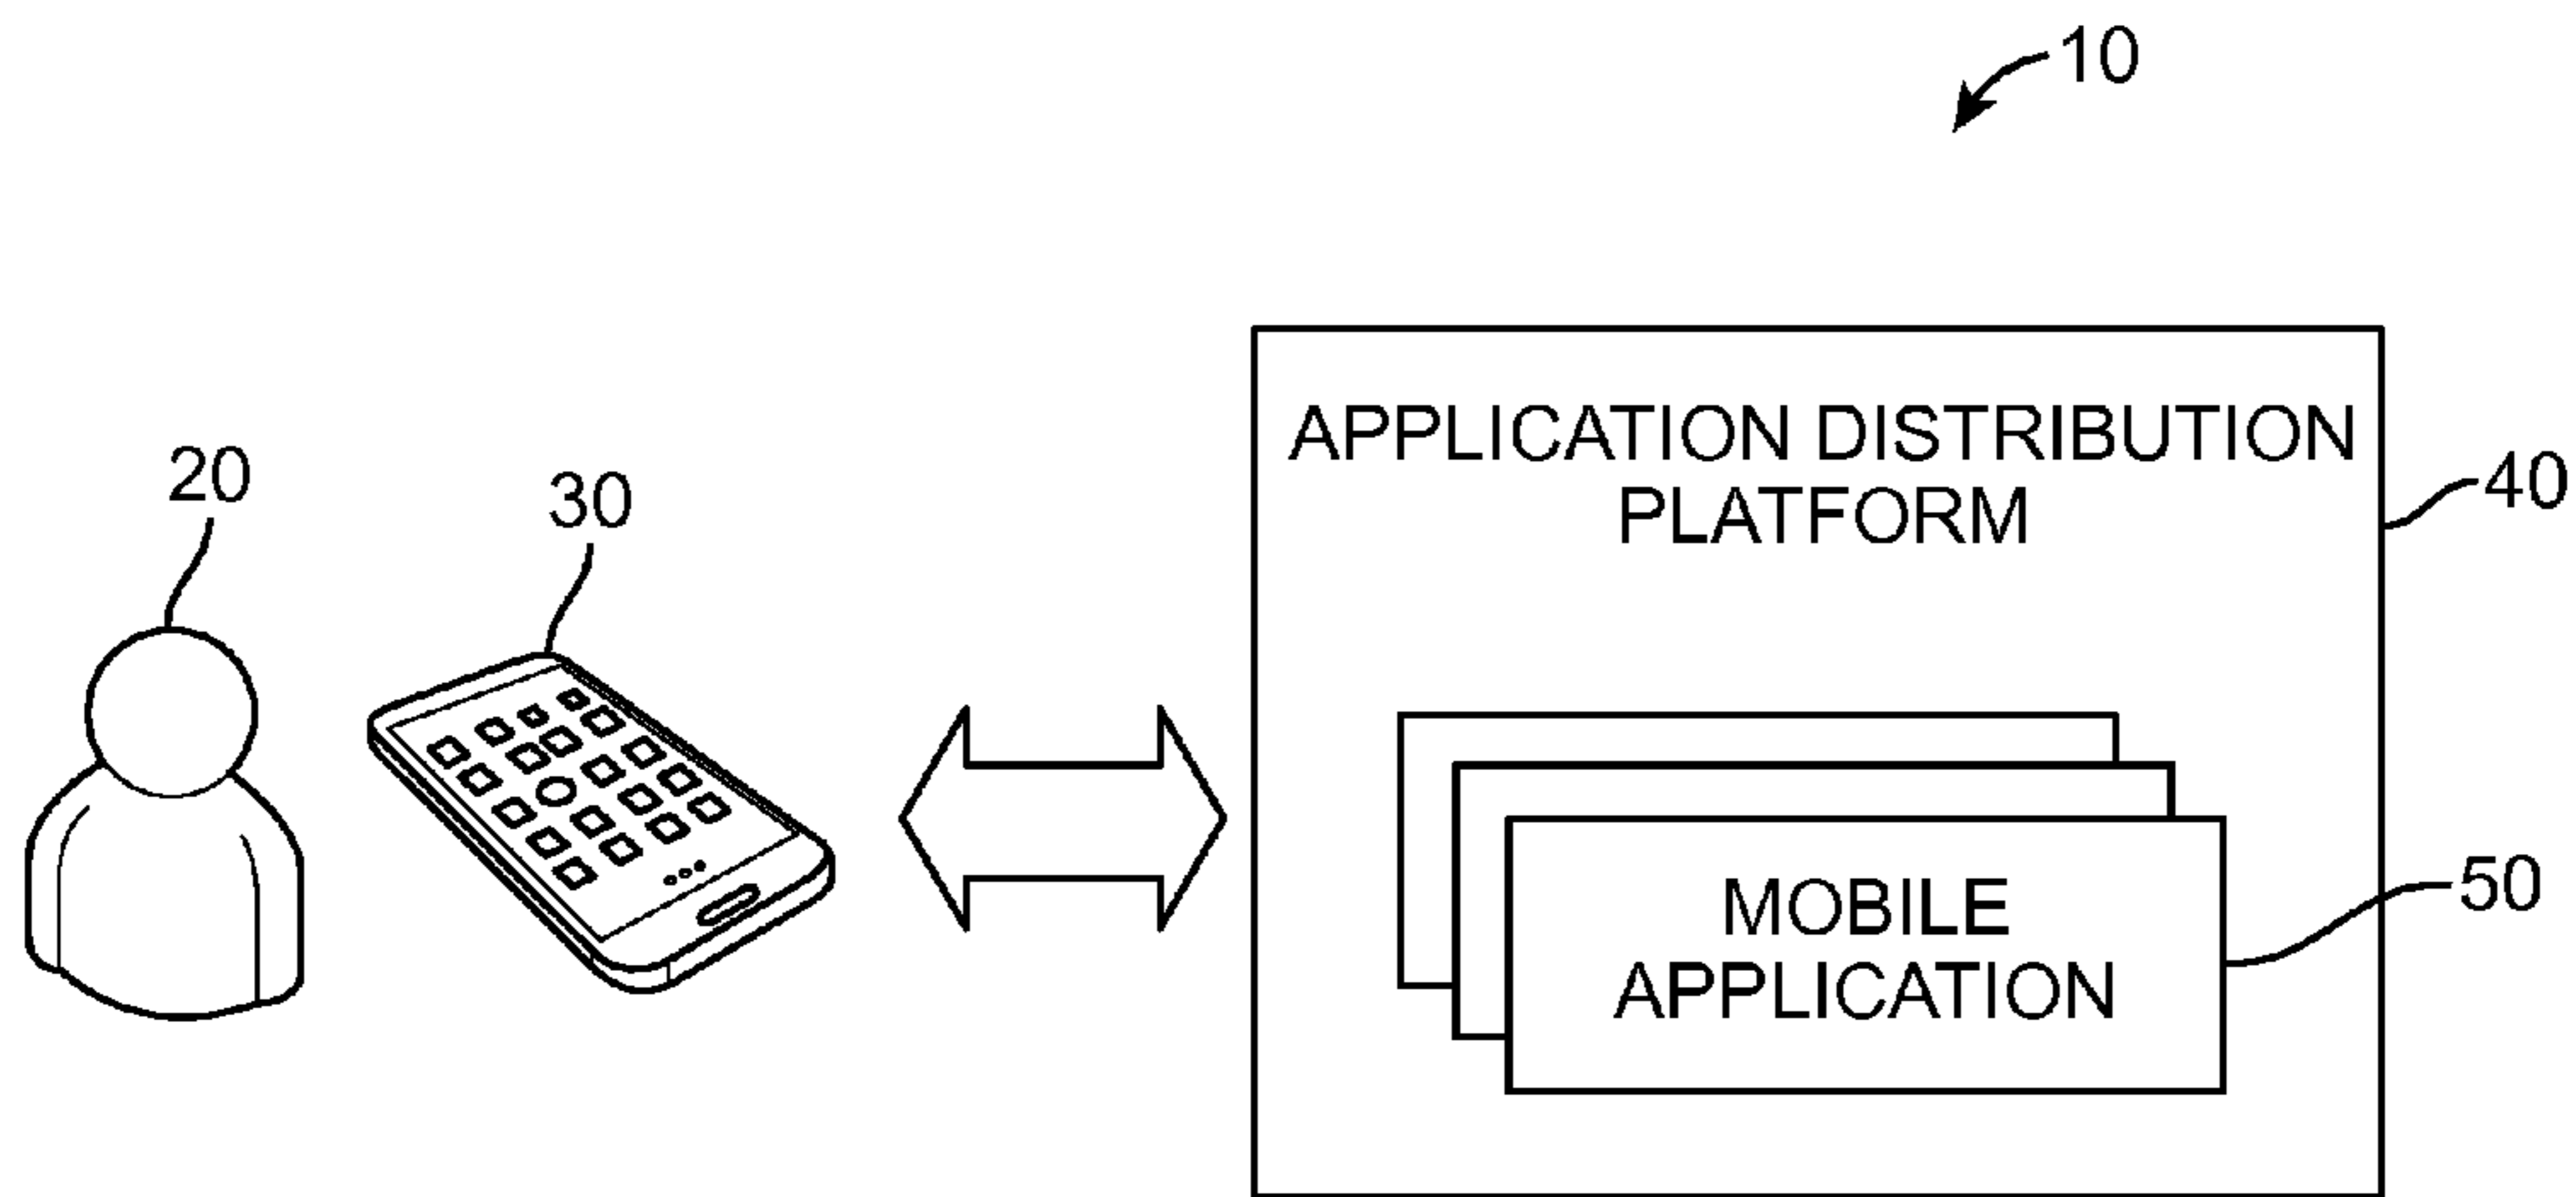 10
APPLICATION DISTRIBUTION
PLATFORM
40
20
30
MOBILE
APPLICATION
50